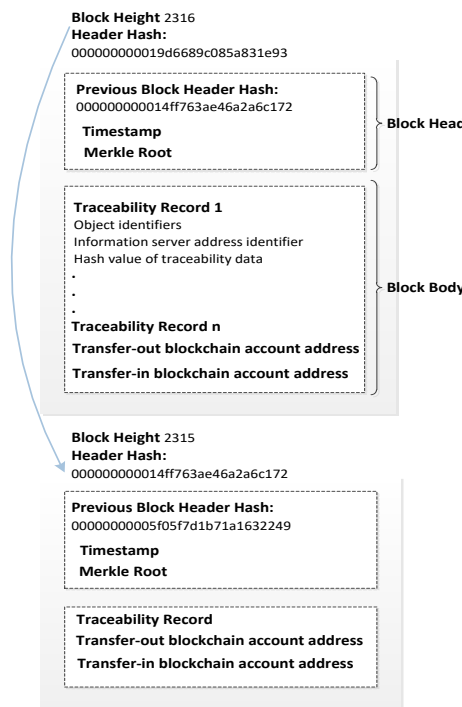 Block Height 2316
Header Hash:
000000000019d6689c085a831e93
Previous Block Header Hash:
000000000014ff763ae46a2a6c172
Timestamp
Merkle Root
Block Head
Traceability Record 1
Object identifiers
Information server address identifier
Hash value of traceability data
.
.
.
Traceability Record n
Transfer-out blockchain account address
Transfer-in blockchain account address
Block Body
Block Height 2315
Header Hash:
000000000014ff763ae46a2a6c172
Previous Block Header Hash:
00000000005f05f7d1b71a1632249
Timestamp
Merkle Root
Traceability Record
Transfer-out blockchain account address
Transfer-in blockchain account address